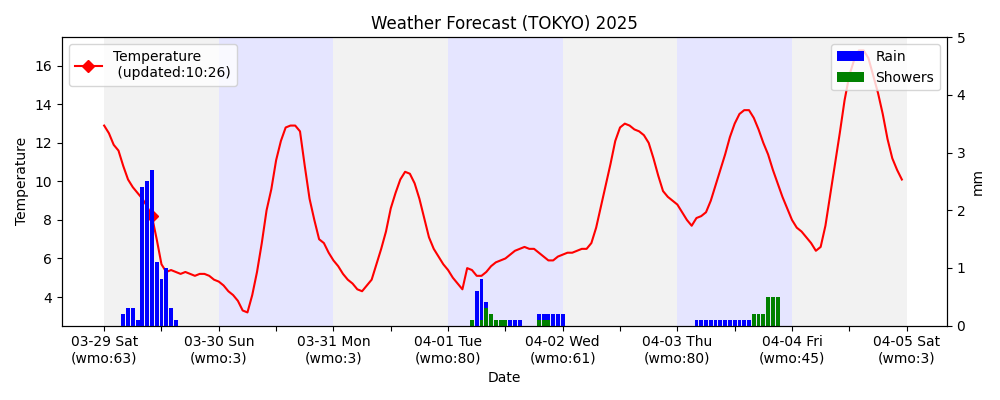 Weather Forecast (TOKYO) 2025
Temperature
(updated:10:26)
Rain
Showers
Temperature
16
14
12
10
8
6
4
5
4
3
2
1
0
mm
03-29 Sat
(wmo:63)
03-30 Sun
(wmo:3)
03-31 Mon
(wmo:3)
04-01 Tue
(wmo:80)
04-02 Wed
(wmo:61)
04-03 Thu
(wmo:80)
04-04 Fri
(wmo:45)
04-05 Sat
(wmo:3)
Date